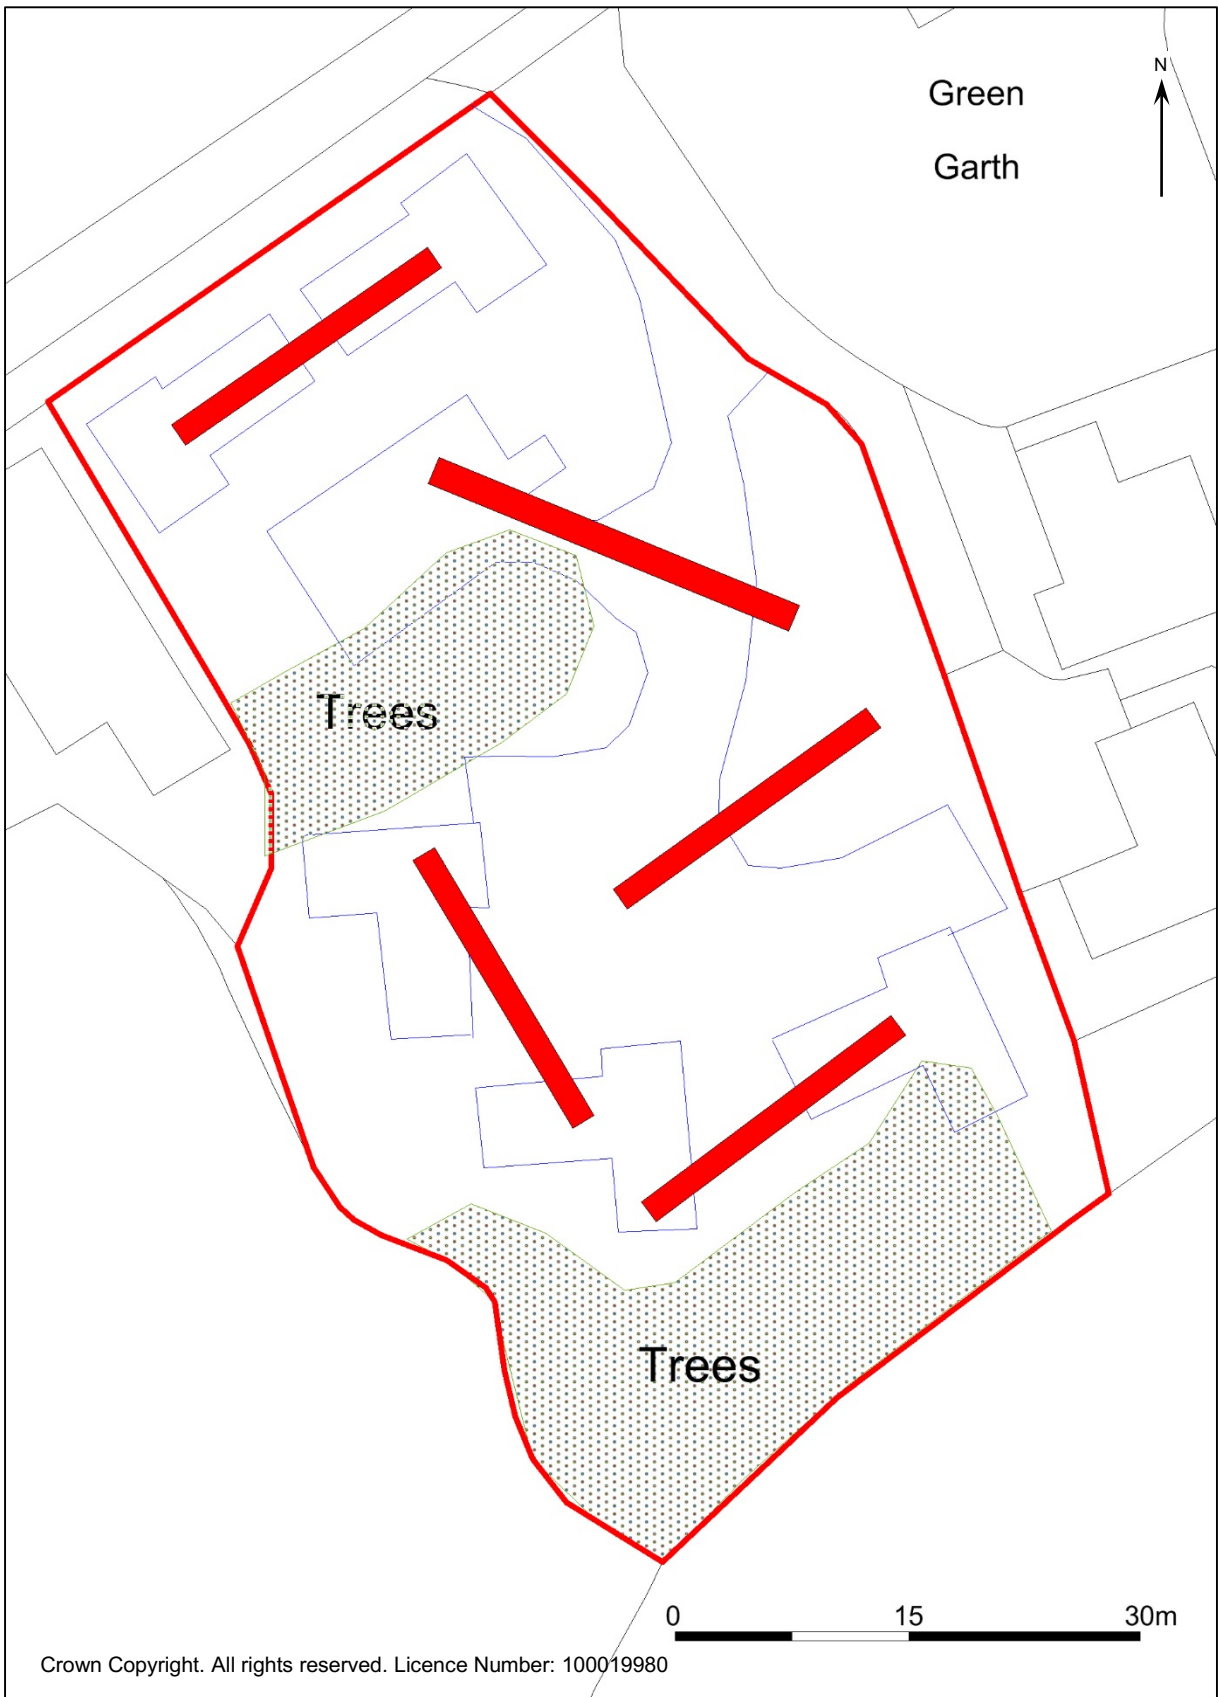 N
Green
Garth
Trees
Trees
0 15 30m
Crown Copyright. All rights reserved. Licence Number: 100019980